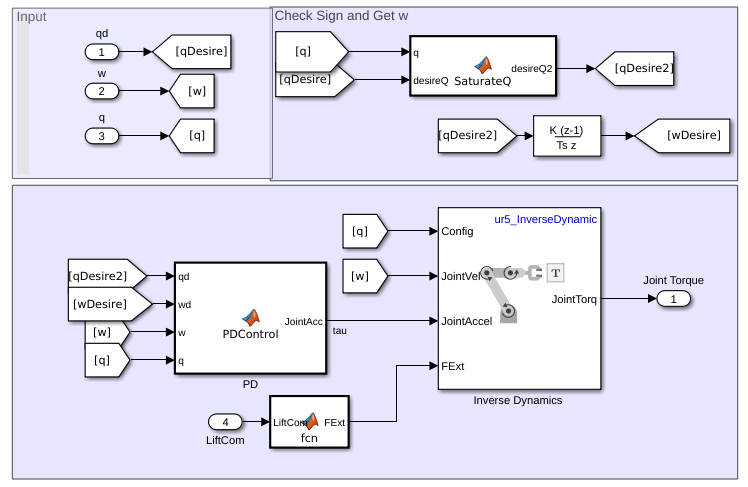 Input
qd
1
[qDesire]
w
2
[w]
q
3
[q]
Check Sign and Get w
[q]
[qDesire]
q
desireQ
SaturateQ
desireQ2
[qDesire2]
[qDesire2]
K (z-1)
Ts z
[wDesire]
[qDesire2]
[wDesire]
[w]
[q]
qd
wd
w
q
PDControl
JointAcc
PD
tau
[q]
[w]
ur5_InverseDynamic
Config
JointVel
JointAccel
FExt
T
JointTorq
Inverse Dynamics
Joint Torque
1
4
LiftCom
LiftCom
FExt
fcn